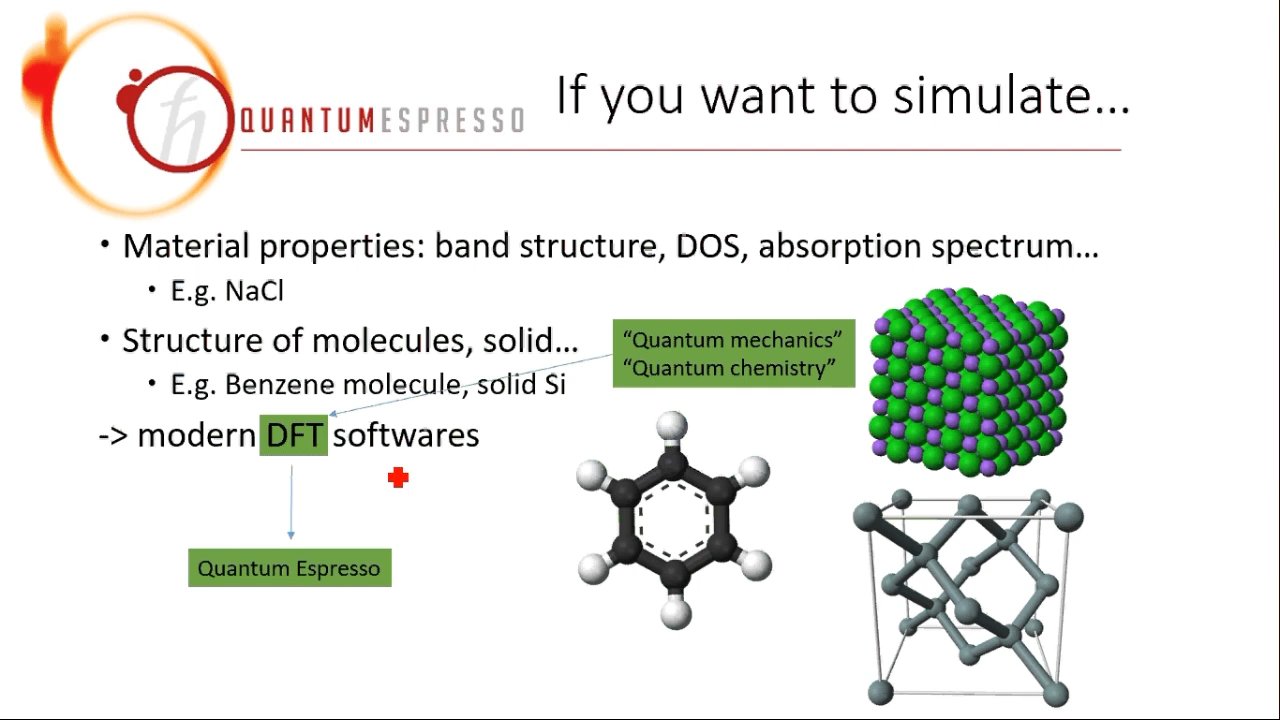 QUANTUMESPRESSO
If you want to simulate...
• Material properties: band structure, DOS, absorption spectrum...
• E.g. NaCl
• Structure of molecules, solid...
• E.g. Benzene molecule, solid Si
“Quantum mechanics”
“Quantum chemistry”
-> modern DFT softwares
Quantum Espresso